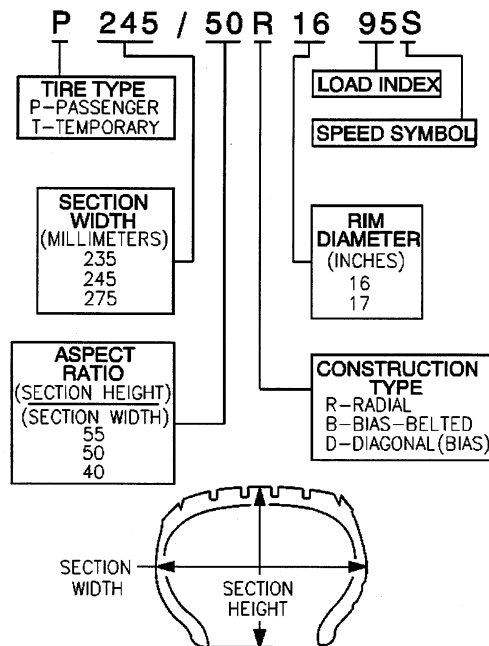 P 245 / 50 R 16 95 S
TIRE TYPE
P-PASSENGER
T-TEMPORARY
LOAD INDEX
SPEED SYMBOL
SECTION
WIDTH
(MILLIMETERS)
235
245
275
RIM
DIAMETER
(INCHES)
16
17
ASPECT
RATIO
(SECTION HEIGHT)
(SECTION WIDTH)
55
50
40
CONSTRUCTION
TYPE
R-RADIAL
B-BIAS-BELTED
D-DIAGONAL(BIAS)
SECTION
WIDTH
SECTION
HEIGHT